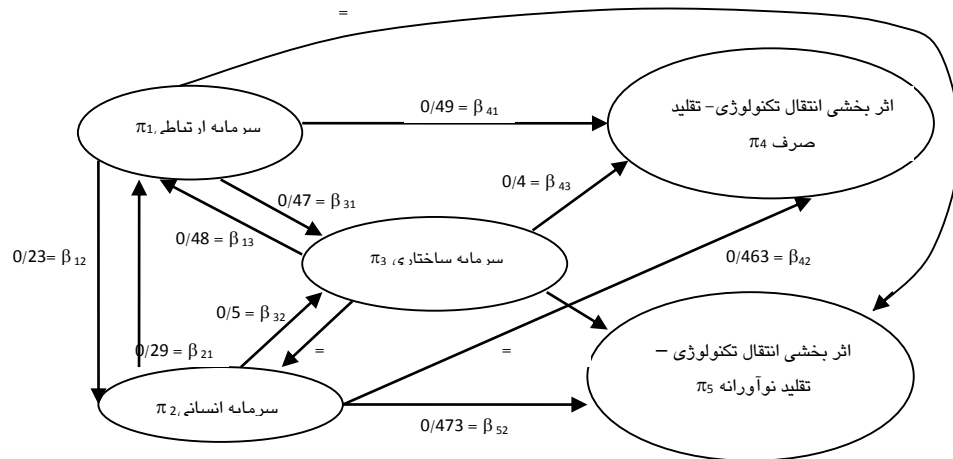 =
0/49 = β 41
اثر بخشی انتقال تکنولوژی– تقلید
صرف π4
سرمایه ارتباطی π1,
0/4 = β 43
0/47 = β 31
0/48 = β 13
0/23= β 12
سرمایه ساختاری π3
0/463 = β42
0/5 = β 32
0/29 = β 21
=
=
اثر بخشی انتقال تکنولوژی –
تقلید نوآورانه π5
سرمایه انسانی π 2,
0/473 = β 52